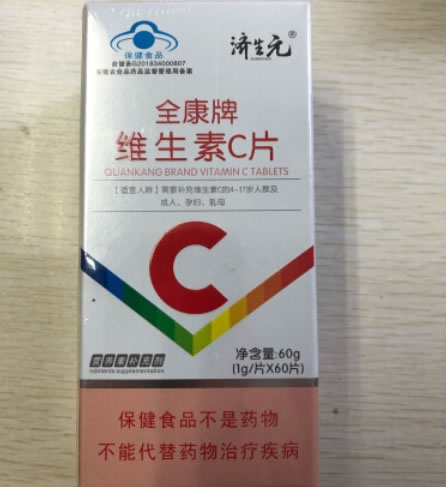 保健食品
食健备G201834000807
安徽省食品药品监督管理局备案
济生元®
全康牌
维生素C片
QUANKANG BRAND VITAMIN C TABLETS
【适宜人群】需要补充维生素C的4-17岁人群及
成人、孕妇、乳母
C
营养素补充剂
nutrients supplementation
净含量:60g
(1g/片X60片)
保健食品不是药物
不能代替药物治疗疾病